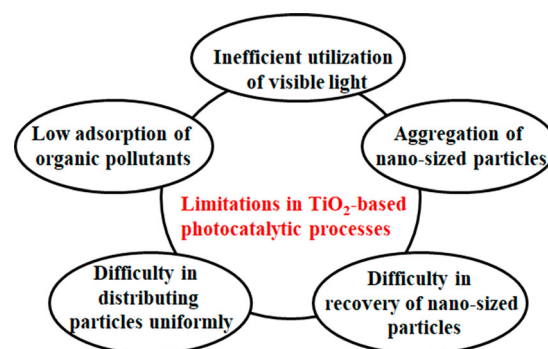 Inefficient utilization
of visible light
Low adsorption of
organic pollutants
Aggregation of
nano-sized particles
Limitations in TiO₂-based
photocatalytic processes
Difficulty in
distributing
particles uniformly
Difficulty in
recovery of nano-sized
particles